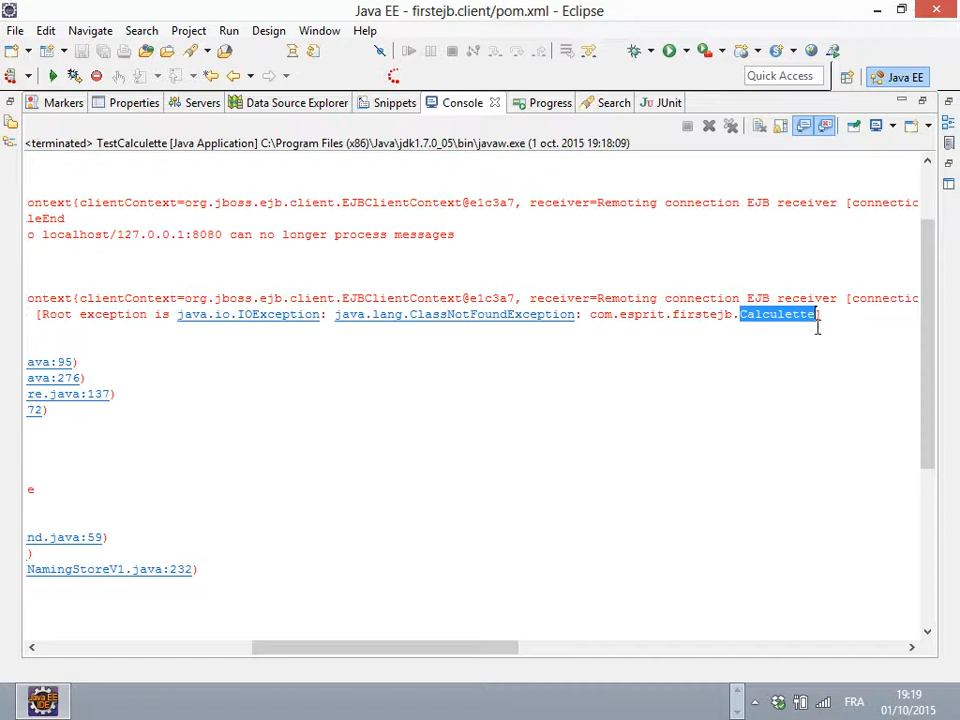 Java EE - firstejb.client/pom.xml - Eclipse
File Edit Navigate Search Project Run Design Window Help
Quick Access
Java EE
Markers Properties Servers Data Source Explorer Snippets Console Progress Search JUnit
<terminated> TestCalculette [Java Application] C:\Program Files (x86)\Java\jdk1.7.0_05\bin\javaw.exe (1 oct. 2015 19:18:09)
ontext{clientContext=org.jboss.ejb.client.EJBClientContext@e1c3a7, receiver=Remoting connection EJB receiver [connectic
leEnd
o localhost/127.0.0.1:8080 can no longer process messages
ontext{clientContext=org.jboss.ejb.client.EJBClientContext@e1c3a7, receiver=Remoting connection EJB receiver [connectic
[Root exception is java.io.IOException: java.lang.ClassNotFoundException: com.esprit.firstejb.Calculette]
ava:95)
ava:276)
re.java:137)
72)
e
nd.java:59)
)
NamingStoreV1.java:232)
Java EE
IDE
FRA
19:19
01/10/2015